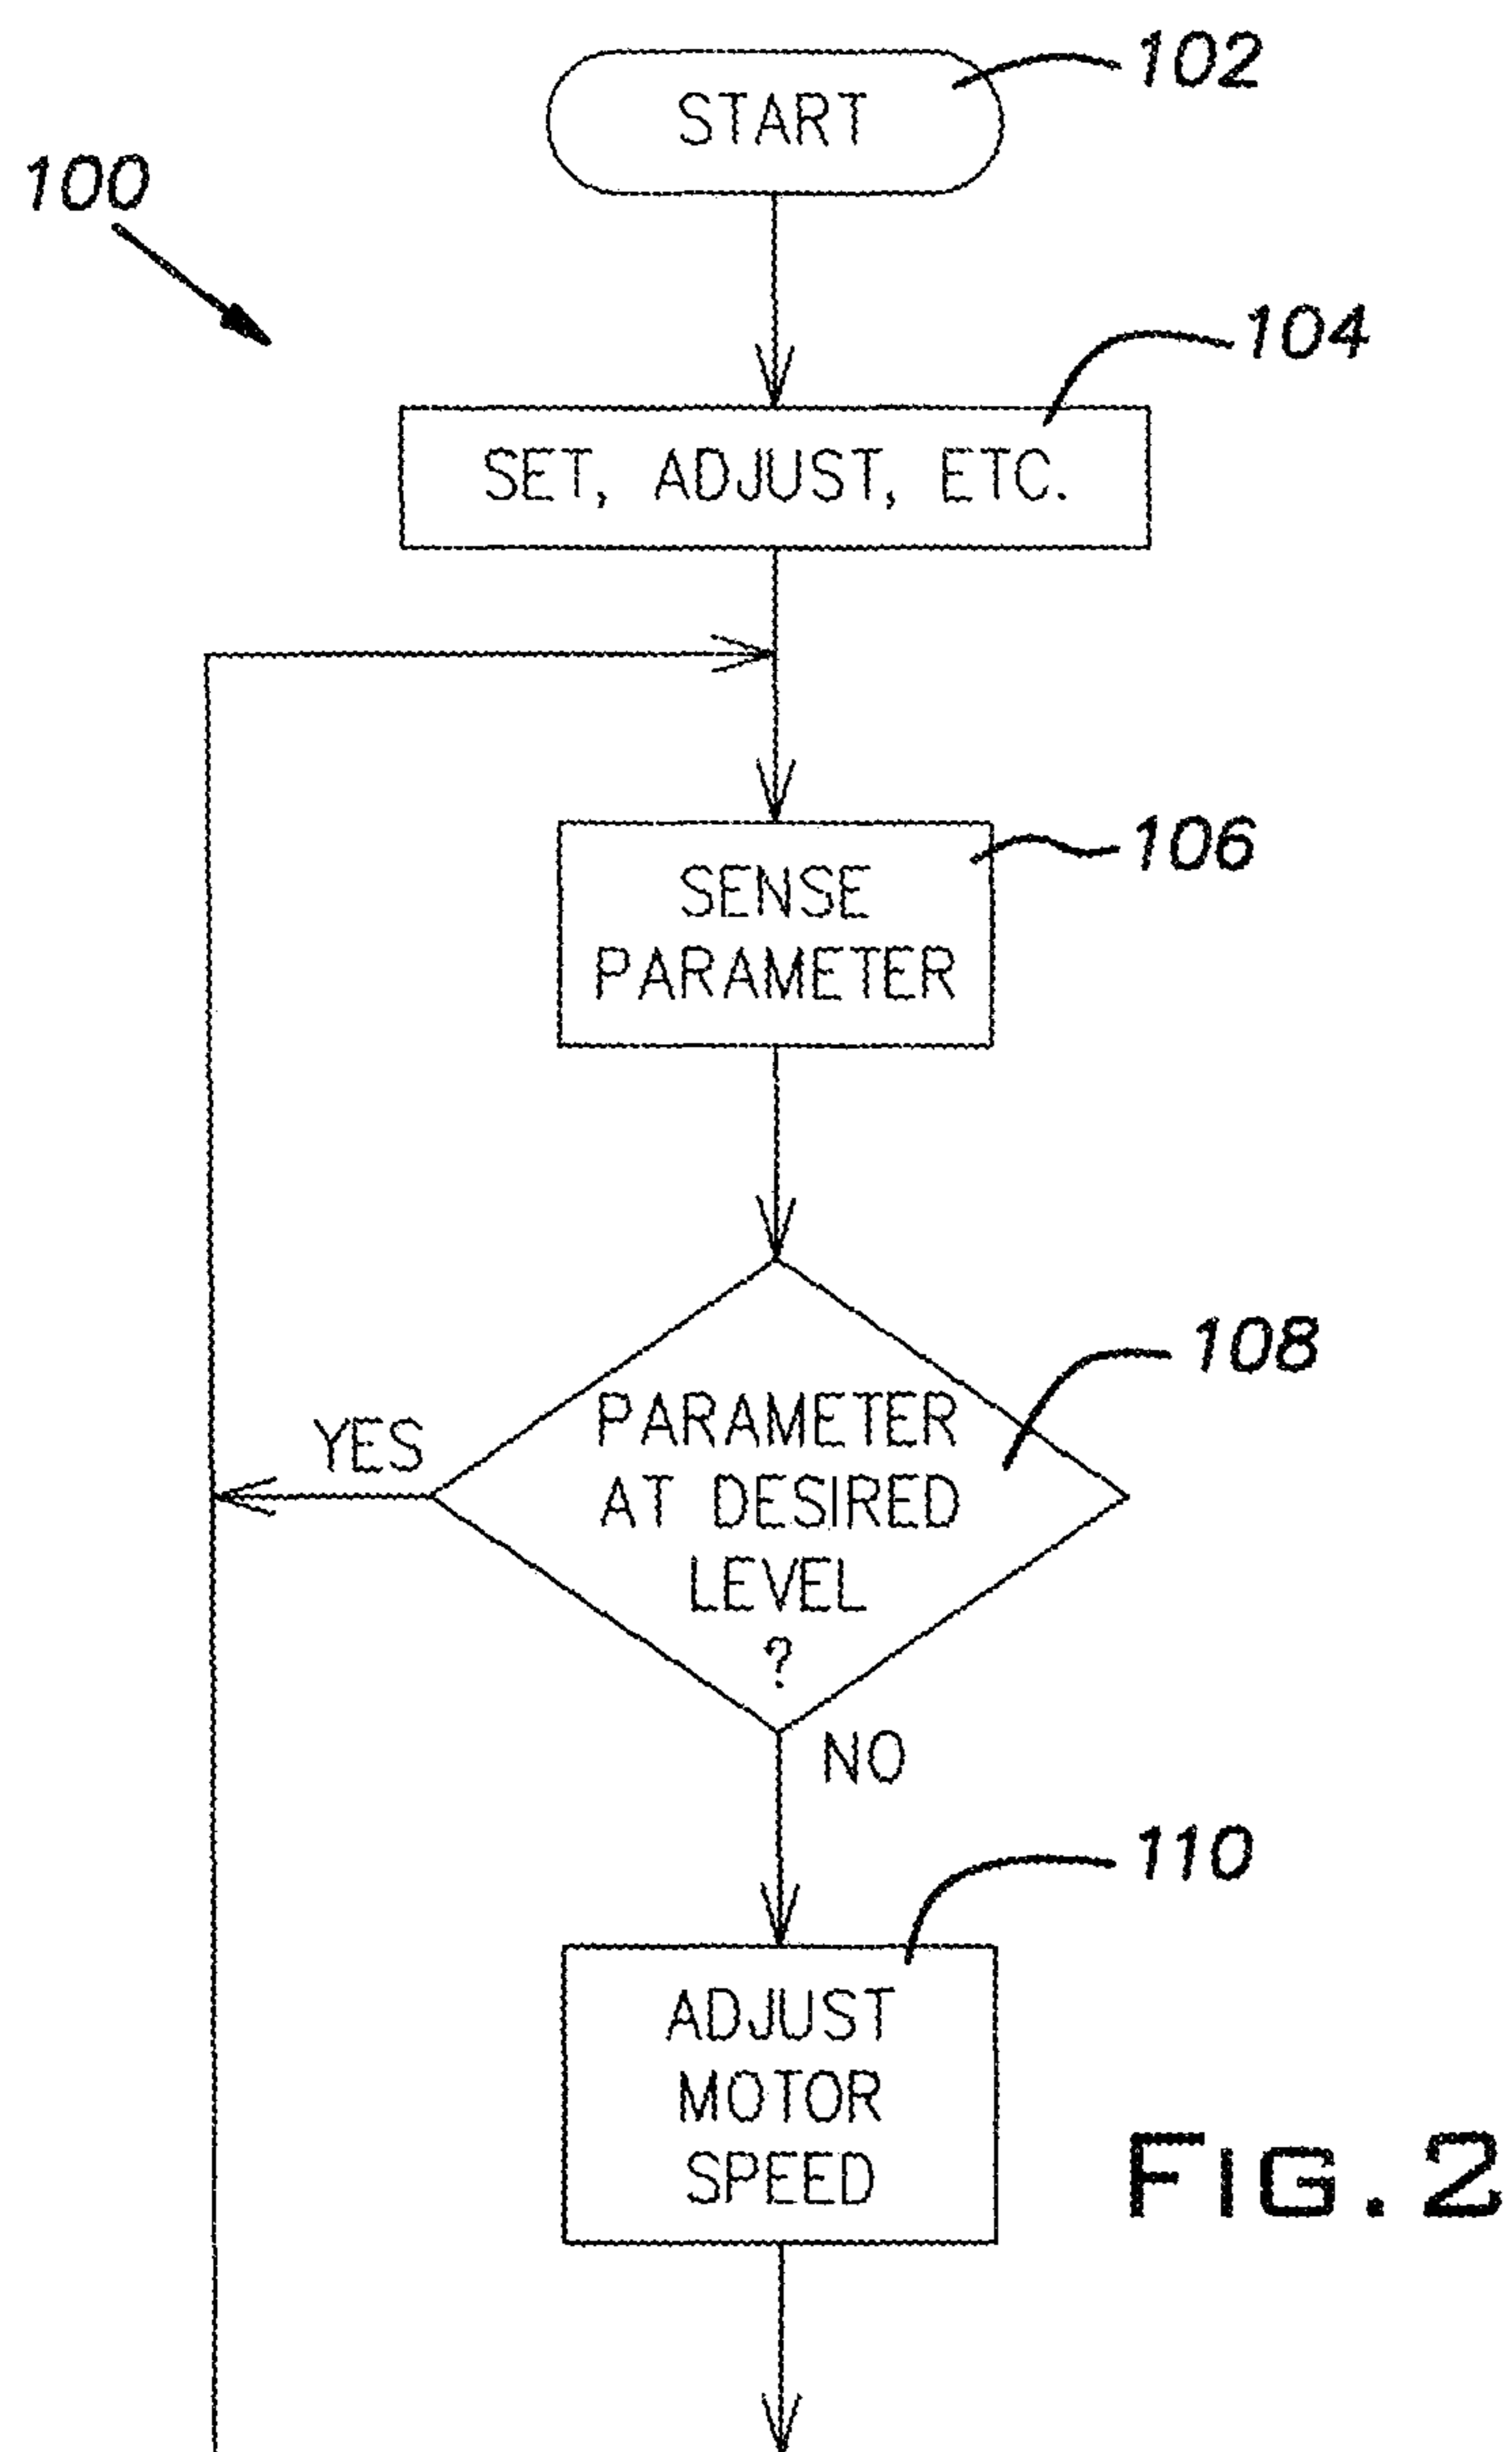 102
START
100
104
SET, ADJUST, ETC.
106
SENSE
PARAMETER
108
YES
PARAMETER
AT DESIRED
LEVEL
?
NO
110
ADJUST
MOTOR
SPEED
FIG.2